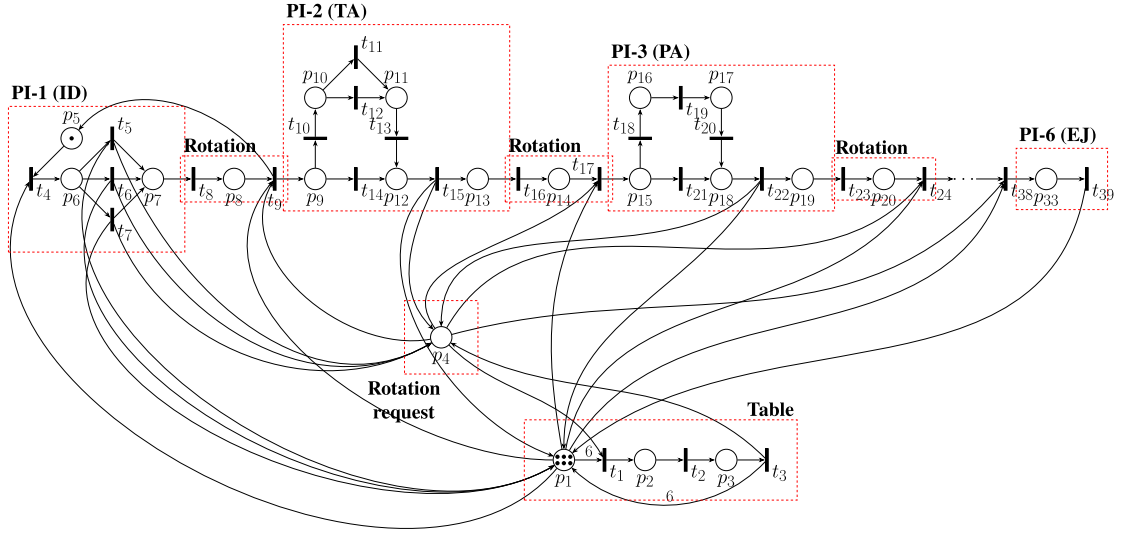 PI-2 (TA)
t11
PI-3 (PA)
p10 p11 p16 p17
PI-1 (ID)
t12 t19
p5 t5 t10 t13 t18 t20
PI-6 (EJ)
Rotation Rotation Rotation
t17
t4 p6 t6 p7 t8 p8 t9 p9 t14 p12 t15 p13 t16 p14 p15 t21 p18 t22 p19 t23 p20 t24 ... t38 p33 t39
t7
p4
Rotation
request
Table
6
p1 t1 p2 t2 p3 t3
6